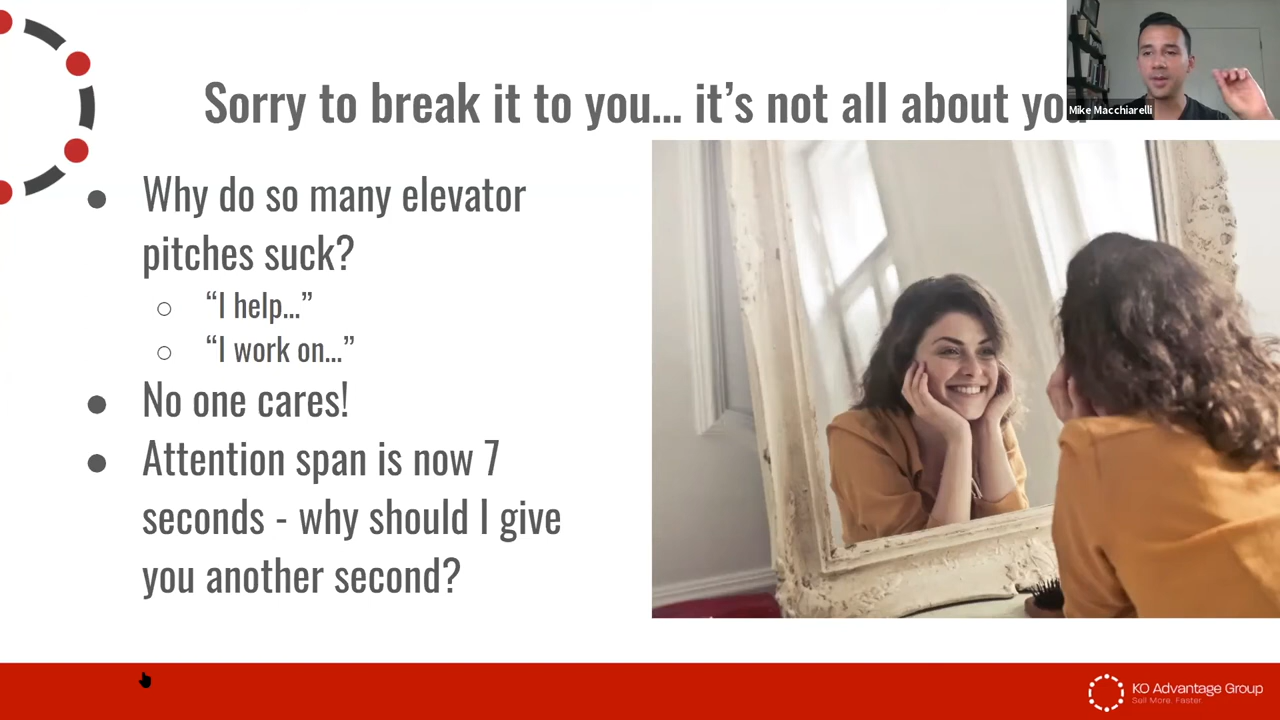 Sorry to break it to you... it's not all about you
Mike Macchiarelli
● Why do so many elevator
pitches suck?
○ “I help...”
○ “I work on...”
● No one cares!
● Attention span is now 7
seconds - why should I give
you another second?
KO Advantage Group
Sell More. Faster.